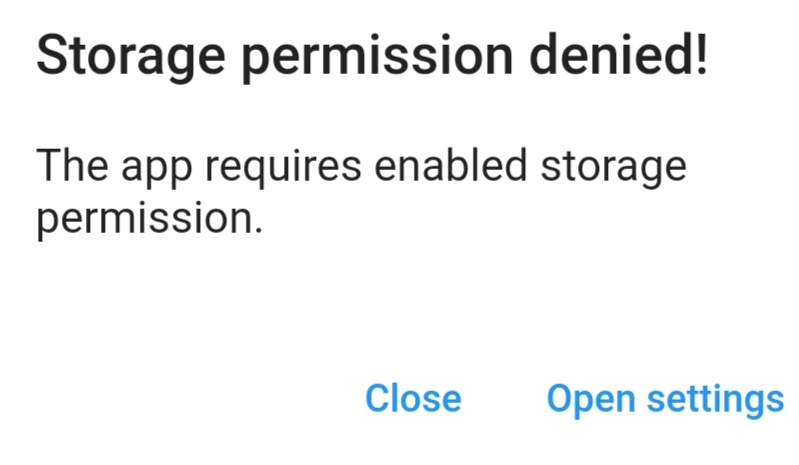 Storage permission denied!
The app requires enabled storage
permission.
Close Open settings